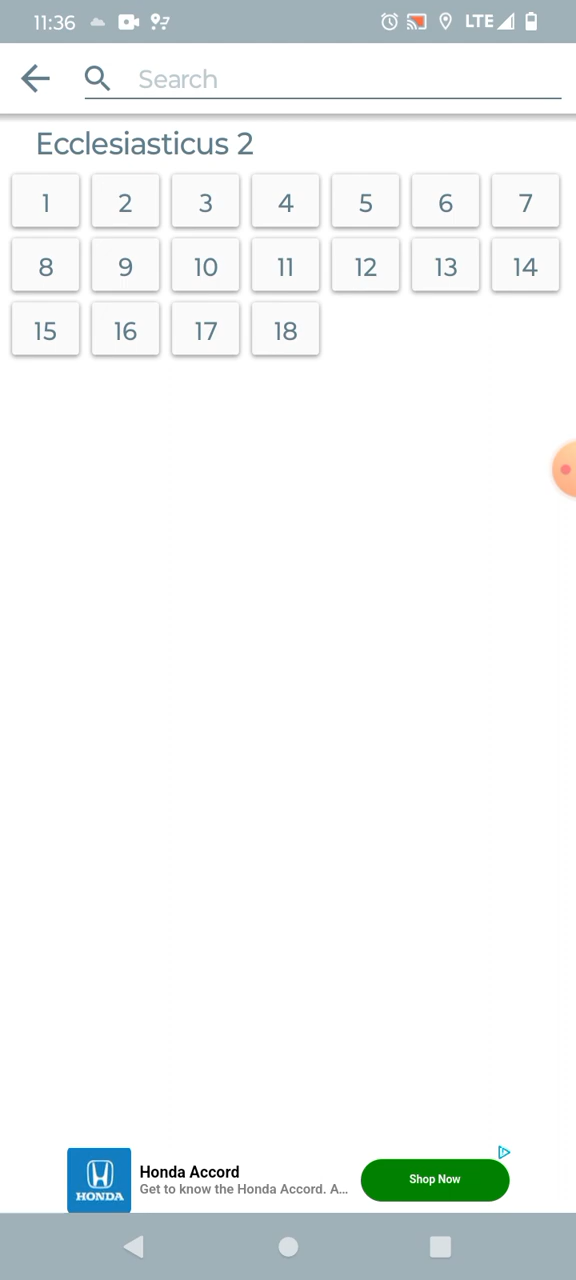 11:36
LTE
Search
Ecclesiasticus 2
1 2 3 4 5 6 7
8 9 10 11 12 13 14
15 16 17 18
Honda Accord
Get to know the Honda Accord. A...
HONDA
Shop Now